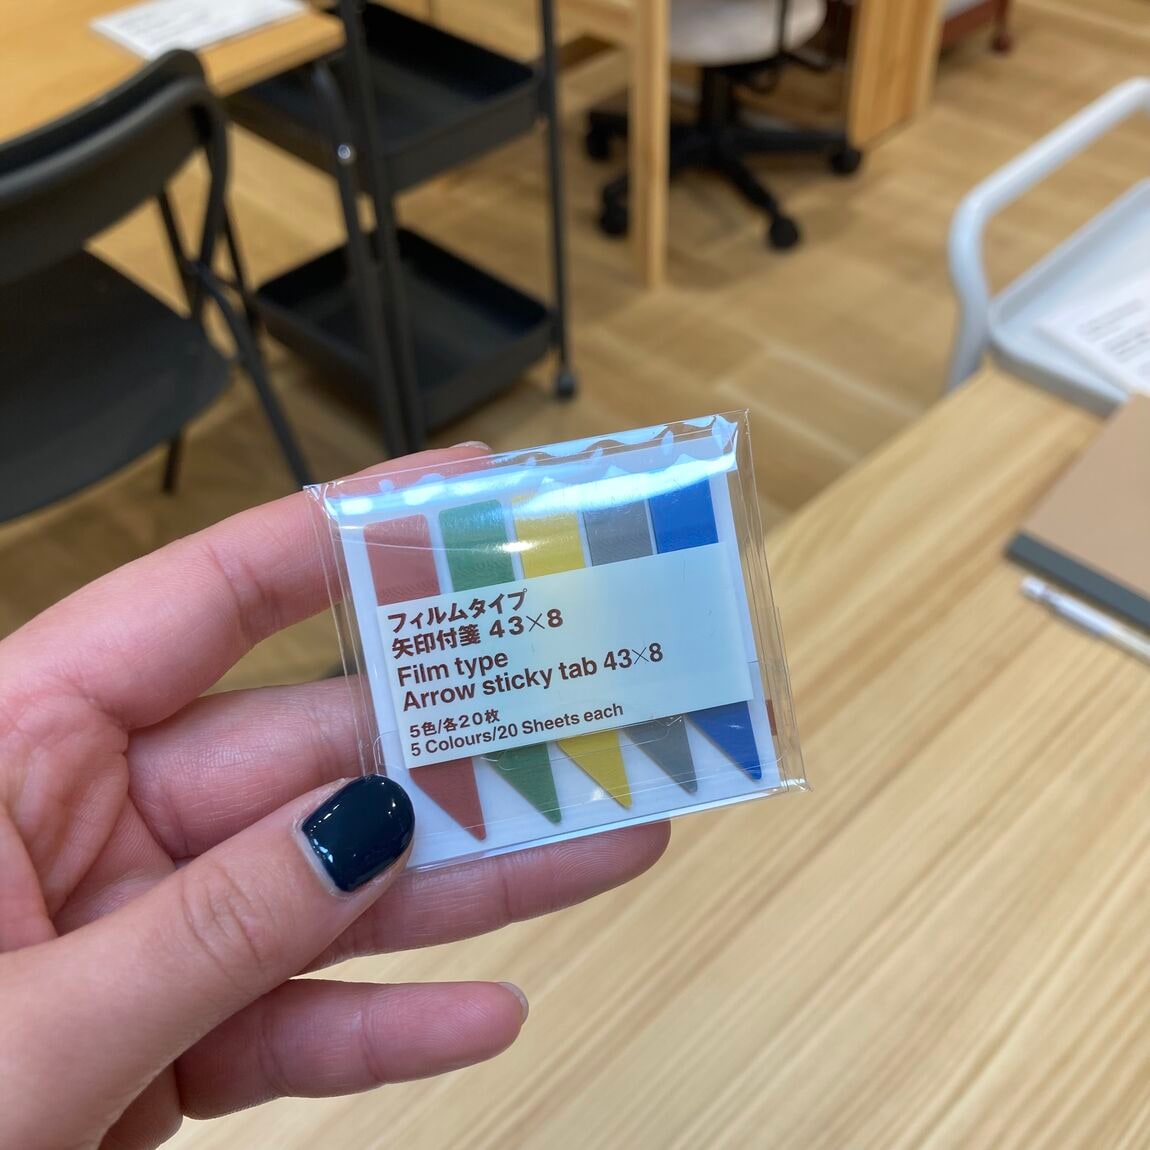 フィルムタイプ
矢印付箋 43×8
Film type
Arrow sticky tab 43×8
5色/各20枚
5 Colours/20 Sheets each